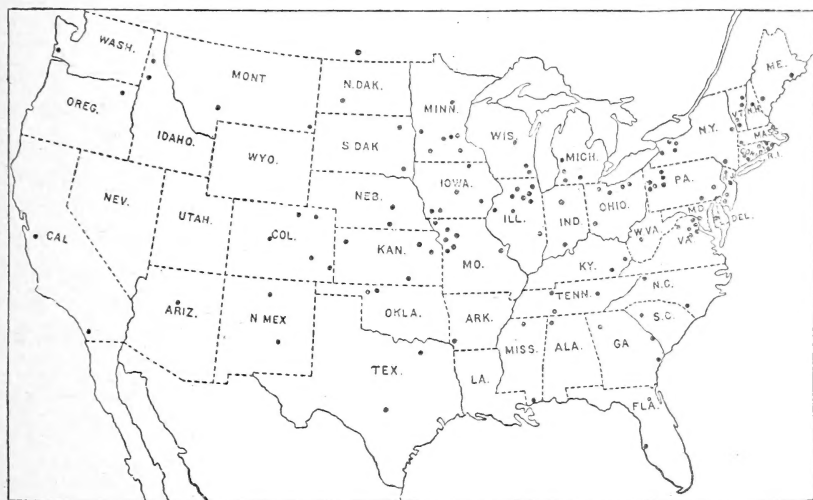 WASH.
MONT
N.DAK.
MINN.
ME.
OREG.
IDAHO.
S.DAK
WIS.
MICH.
N.Y.
VT.
N.H.
MASS
R.I.
WYO.
IOWA.
NEB.
PA.
NEV.
UTAH.
COL.
KAN.
ILL.
IND.
OHIO.
W.VA.
VA.
MD.
DEL.
CAL
MO.
KY.
ARIZ.
N MEX
OKLA.
ARK.
TENN.
N.C.
S.C.
TEX.
LA.
MISS.
ALA.
GA
FLA.